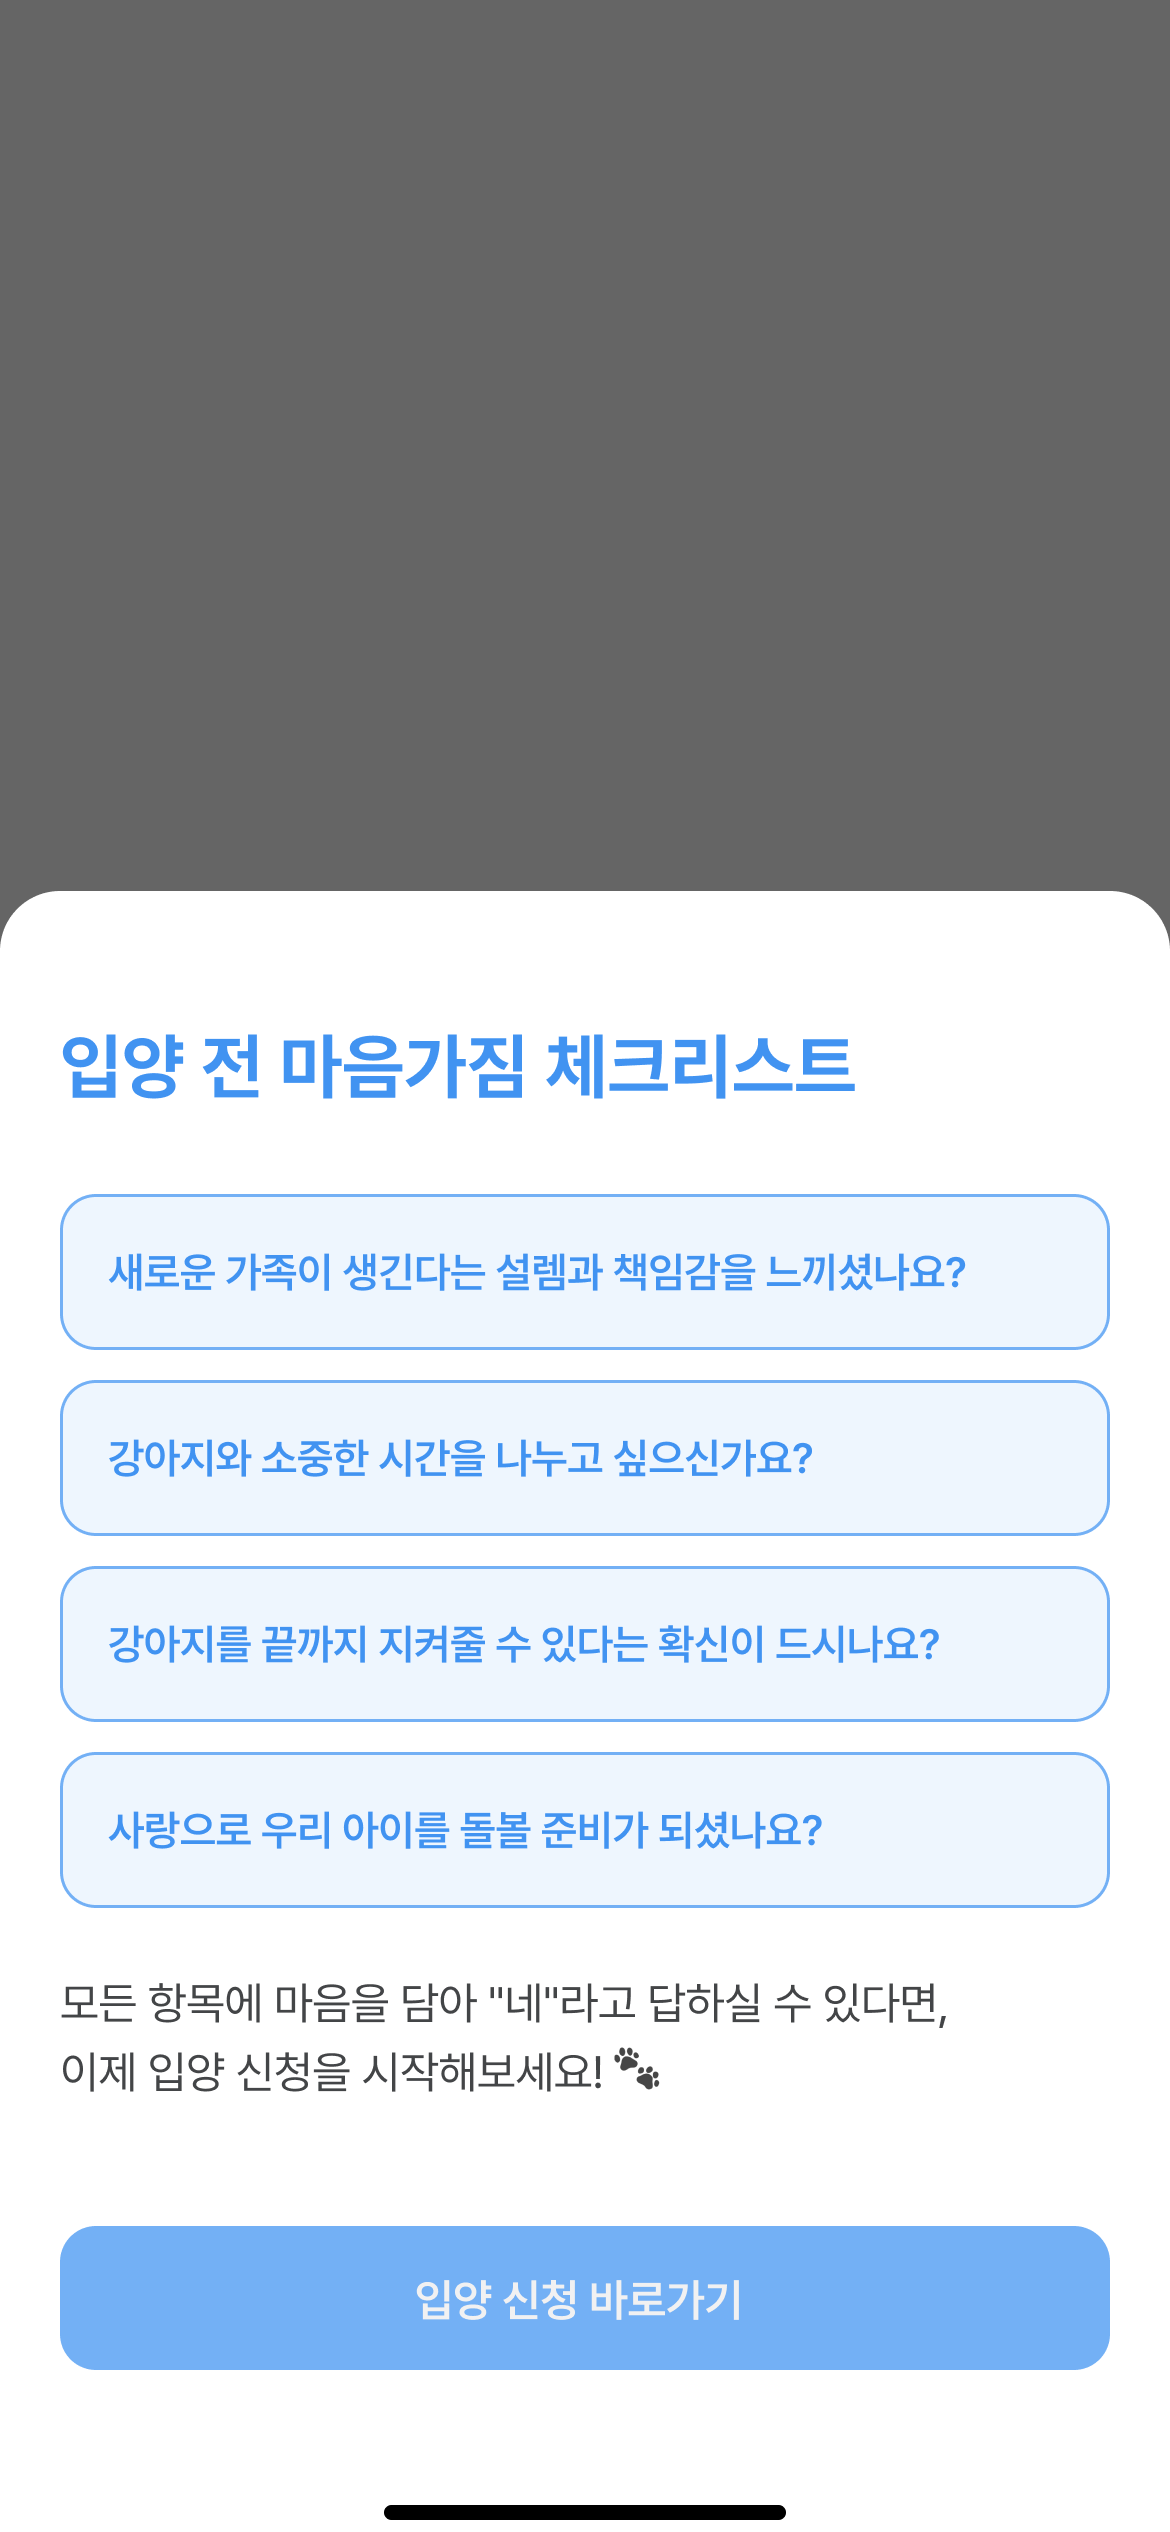 입양 전 마음가짐 체크리스트
새로운 가족이 생긴다는 설렘과 책임감을 느끼셨나요?
강아지와 소중한 시간을 나누고 싶으신가요?
강아지를 끝까지 지켜줄 수 있다는 확신이 드시나요?
사랑으로 우리 아이를 돌볼 준비가 되셨나요?
모든 항목에 마음을 담아 "네"라고 답하실 수 있다면,
이제 입양 신청을 시작해보세요! 🐾
입양 신청 바로가기